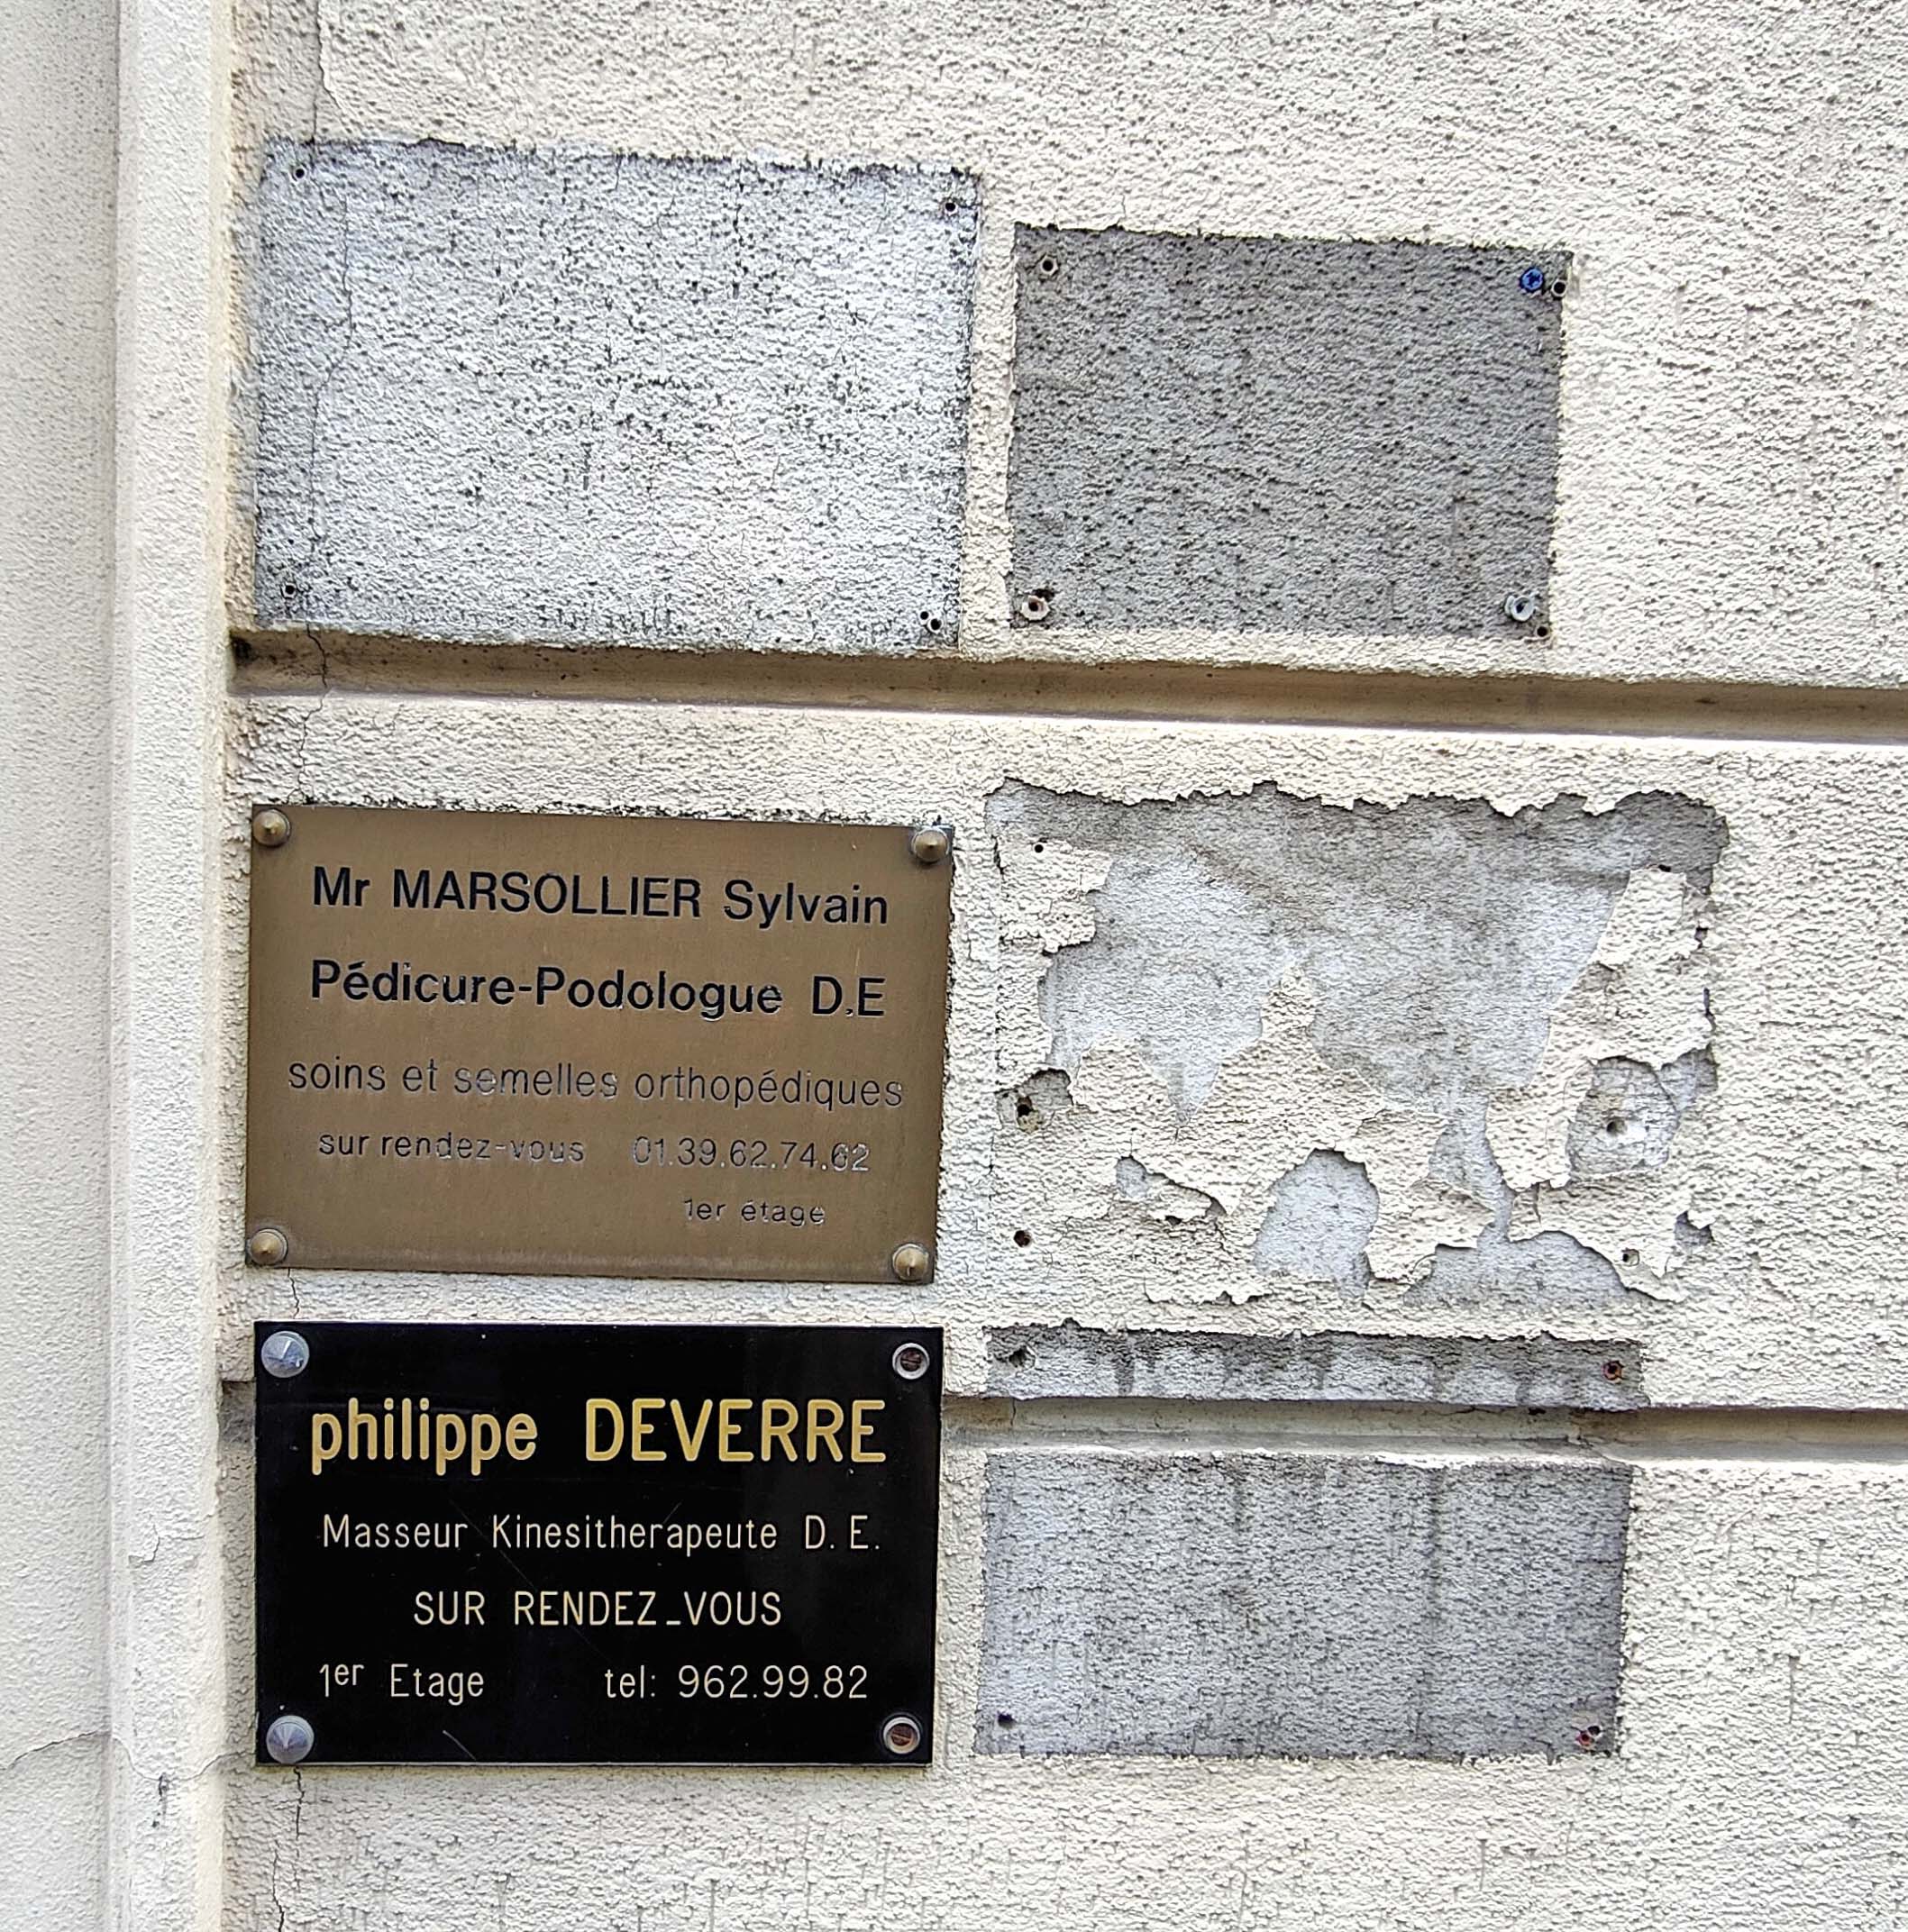 Mr MARSOLLIER Sylvain
Pédicure-Podologue D.E
soins et semelles orthopédiques
sur rendez-vous 01.39.62.74.62
1er étage
philippe DEVERRE
Masseur Kinesitherapeute D. E.
SUR RENDEZ_VOUS
1er Etage tel: 962.99.82